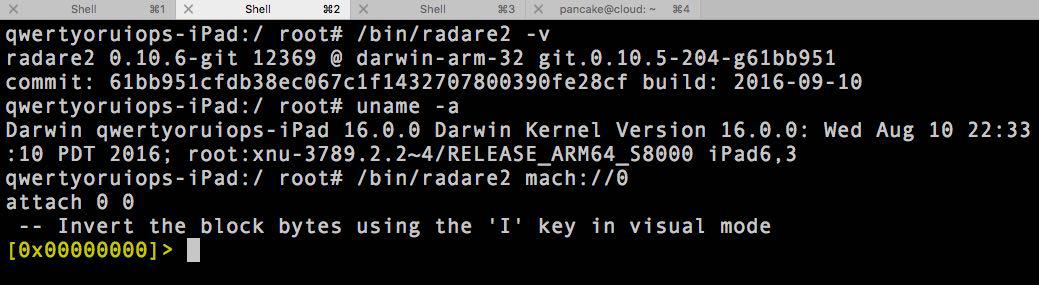 Shell ⌘1 Shell ⌘2 Shell ⌘3 pancake@cloud: ~ ⌘4
qwertyoruiops-iPad:/ root# /bin/radare2 -v
radare2 0.10.6-git 12369 @ darwin-arm-32 git.0.10.5-204-g61bb951
commit: 61bb951cfdb38ec067c1f1432707800390fe28cf build: 2016-09-10
qwertyoruiops-iPad:/ root# uname -a
Darwin qwertyoruiops-iPad 16.0.0 Darwin Kernel Version 16.0.0: Wed Aug 10 22:33
:10 PDT 2016; root:xnu-3789.2.2~4/RELEASE_ARM64_S8000 iPad6,3
qwertyoruiops-iPad:/ root# /bin/radare2 mach://0
attach 0 0
 -- Invert the block bytes using the 'I' key in visual mode
[0x00000000]>